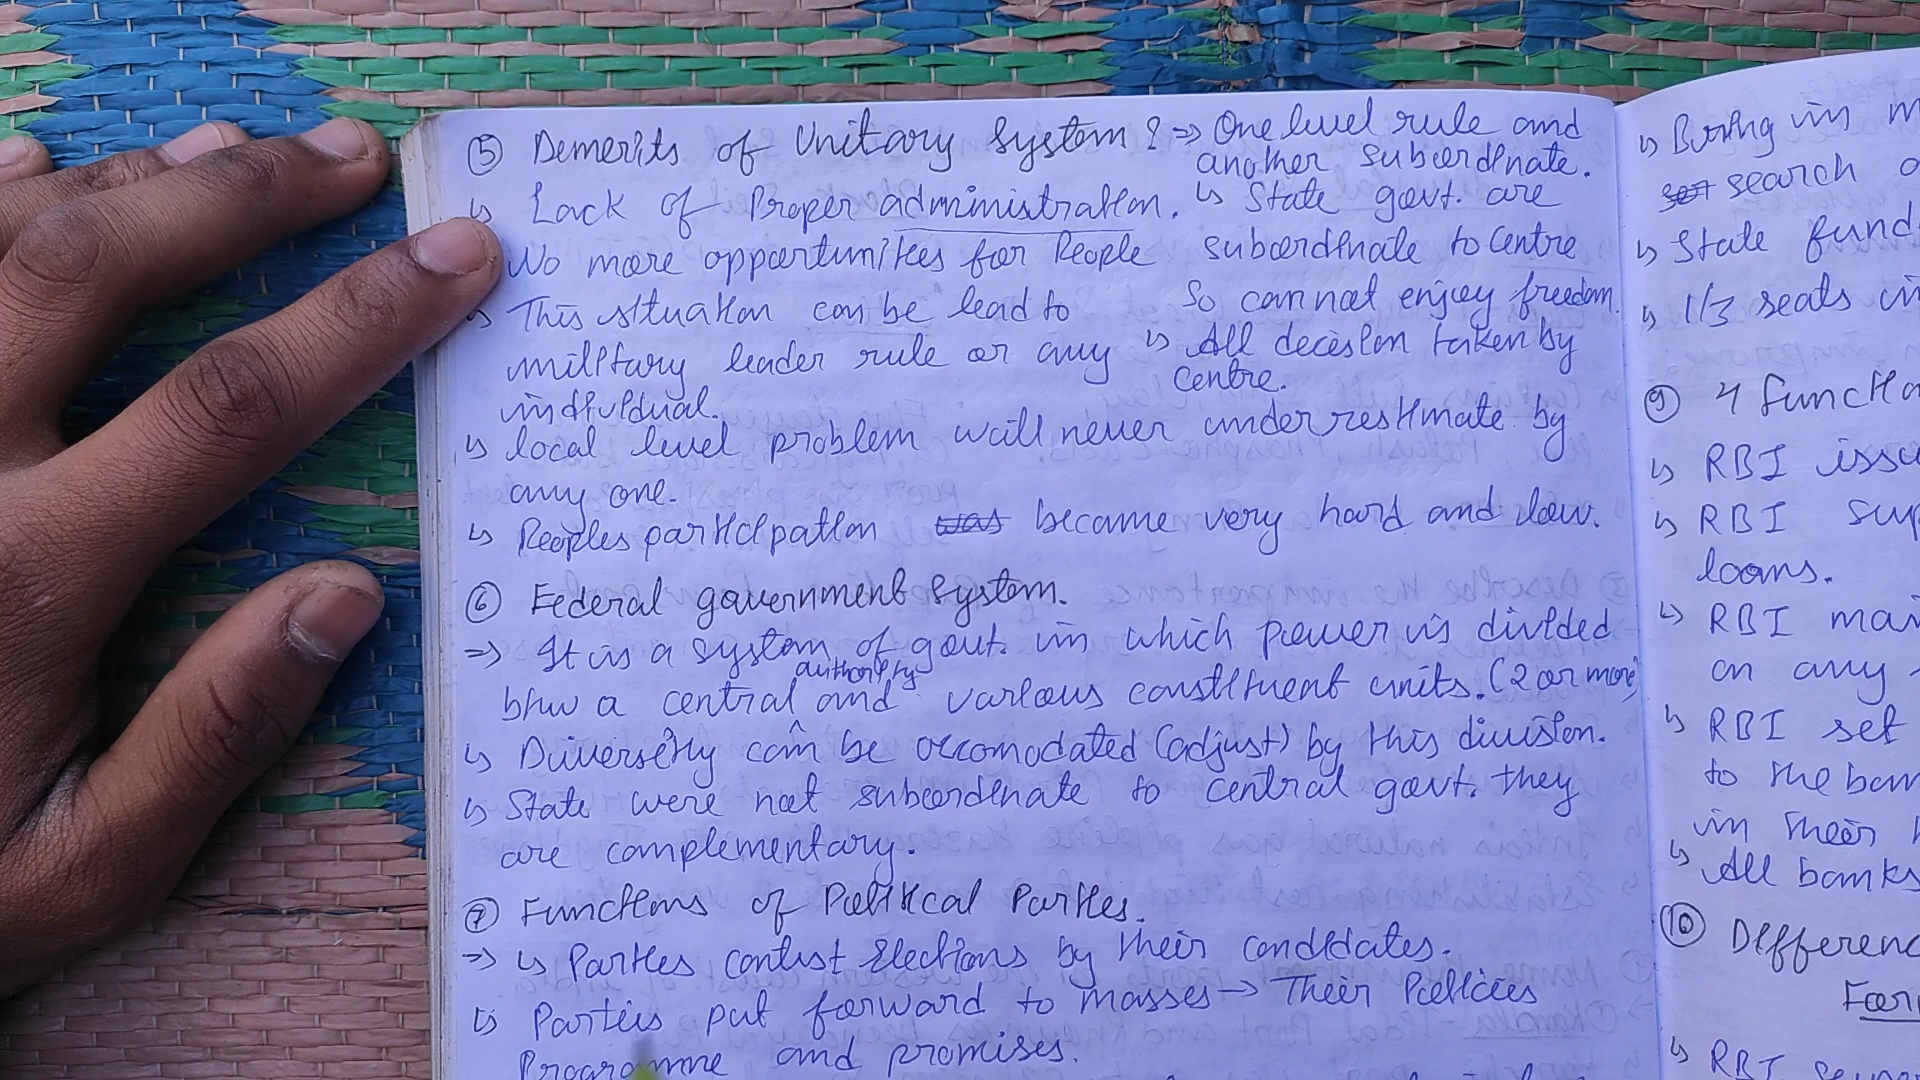 ⑤ Demerits of Unitary System? ⇒ One level rule and
another subordinate.
↳ Lack of Proper administration. ↳ State govt. are
No more opportunities for People subordinate to Centre
This situation can be lead to So can not enjoy freedom.
military leader rule or any ↳ All decision taken by
centre.
individual.
↳ local level problem will never underrestimate by
any one.
↳ Peoples participation was became very hard and low.
⑥ Federal government System.
⇒ It is a system of govt. in which power is divided
authority
btw a central and various constituent units. (2 or more)
↳ Diversity can be accomodated (adjust) by this division.
↳ State were not subordinate to central govt. they
are complementary.
⑦ Functions of Political Parties.
⇒ ↳ Parties contest Elections by their candidates.
↳ Parties put forward to masses → Their Policies
Programme and promises.
↳ Bring in
search
↳ State fund
↳ 1/3 seats in
⑨ 4 Functio
↳ RBI issu
↳ RBI sup
loans.
↳ RBI mai
on any
↳ RBI set
to the ban
in their
↳ All banks
⑩ Differenc
For
↳ RBI